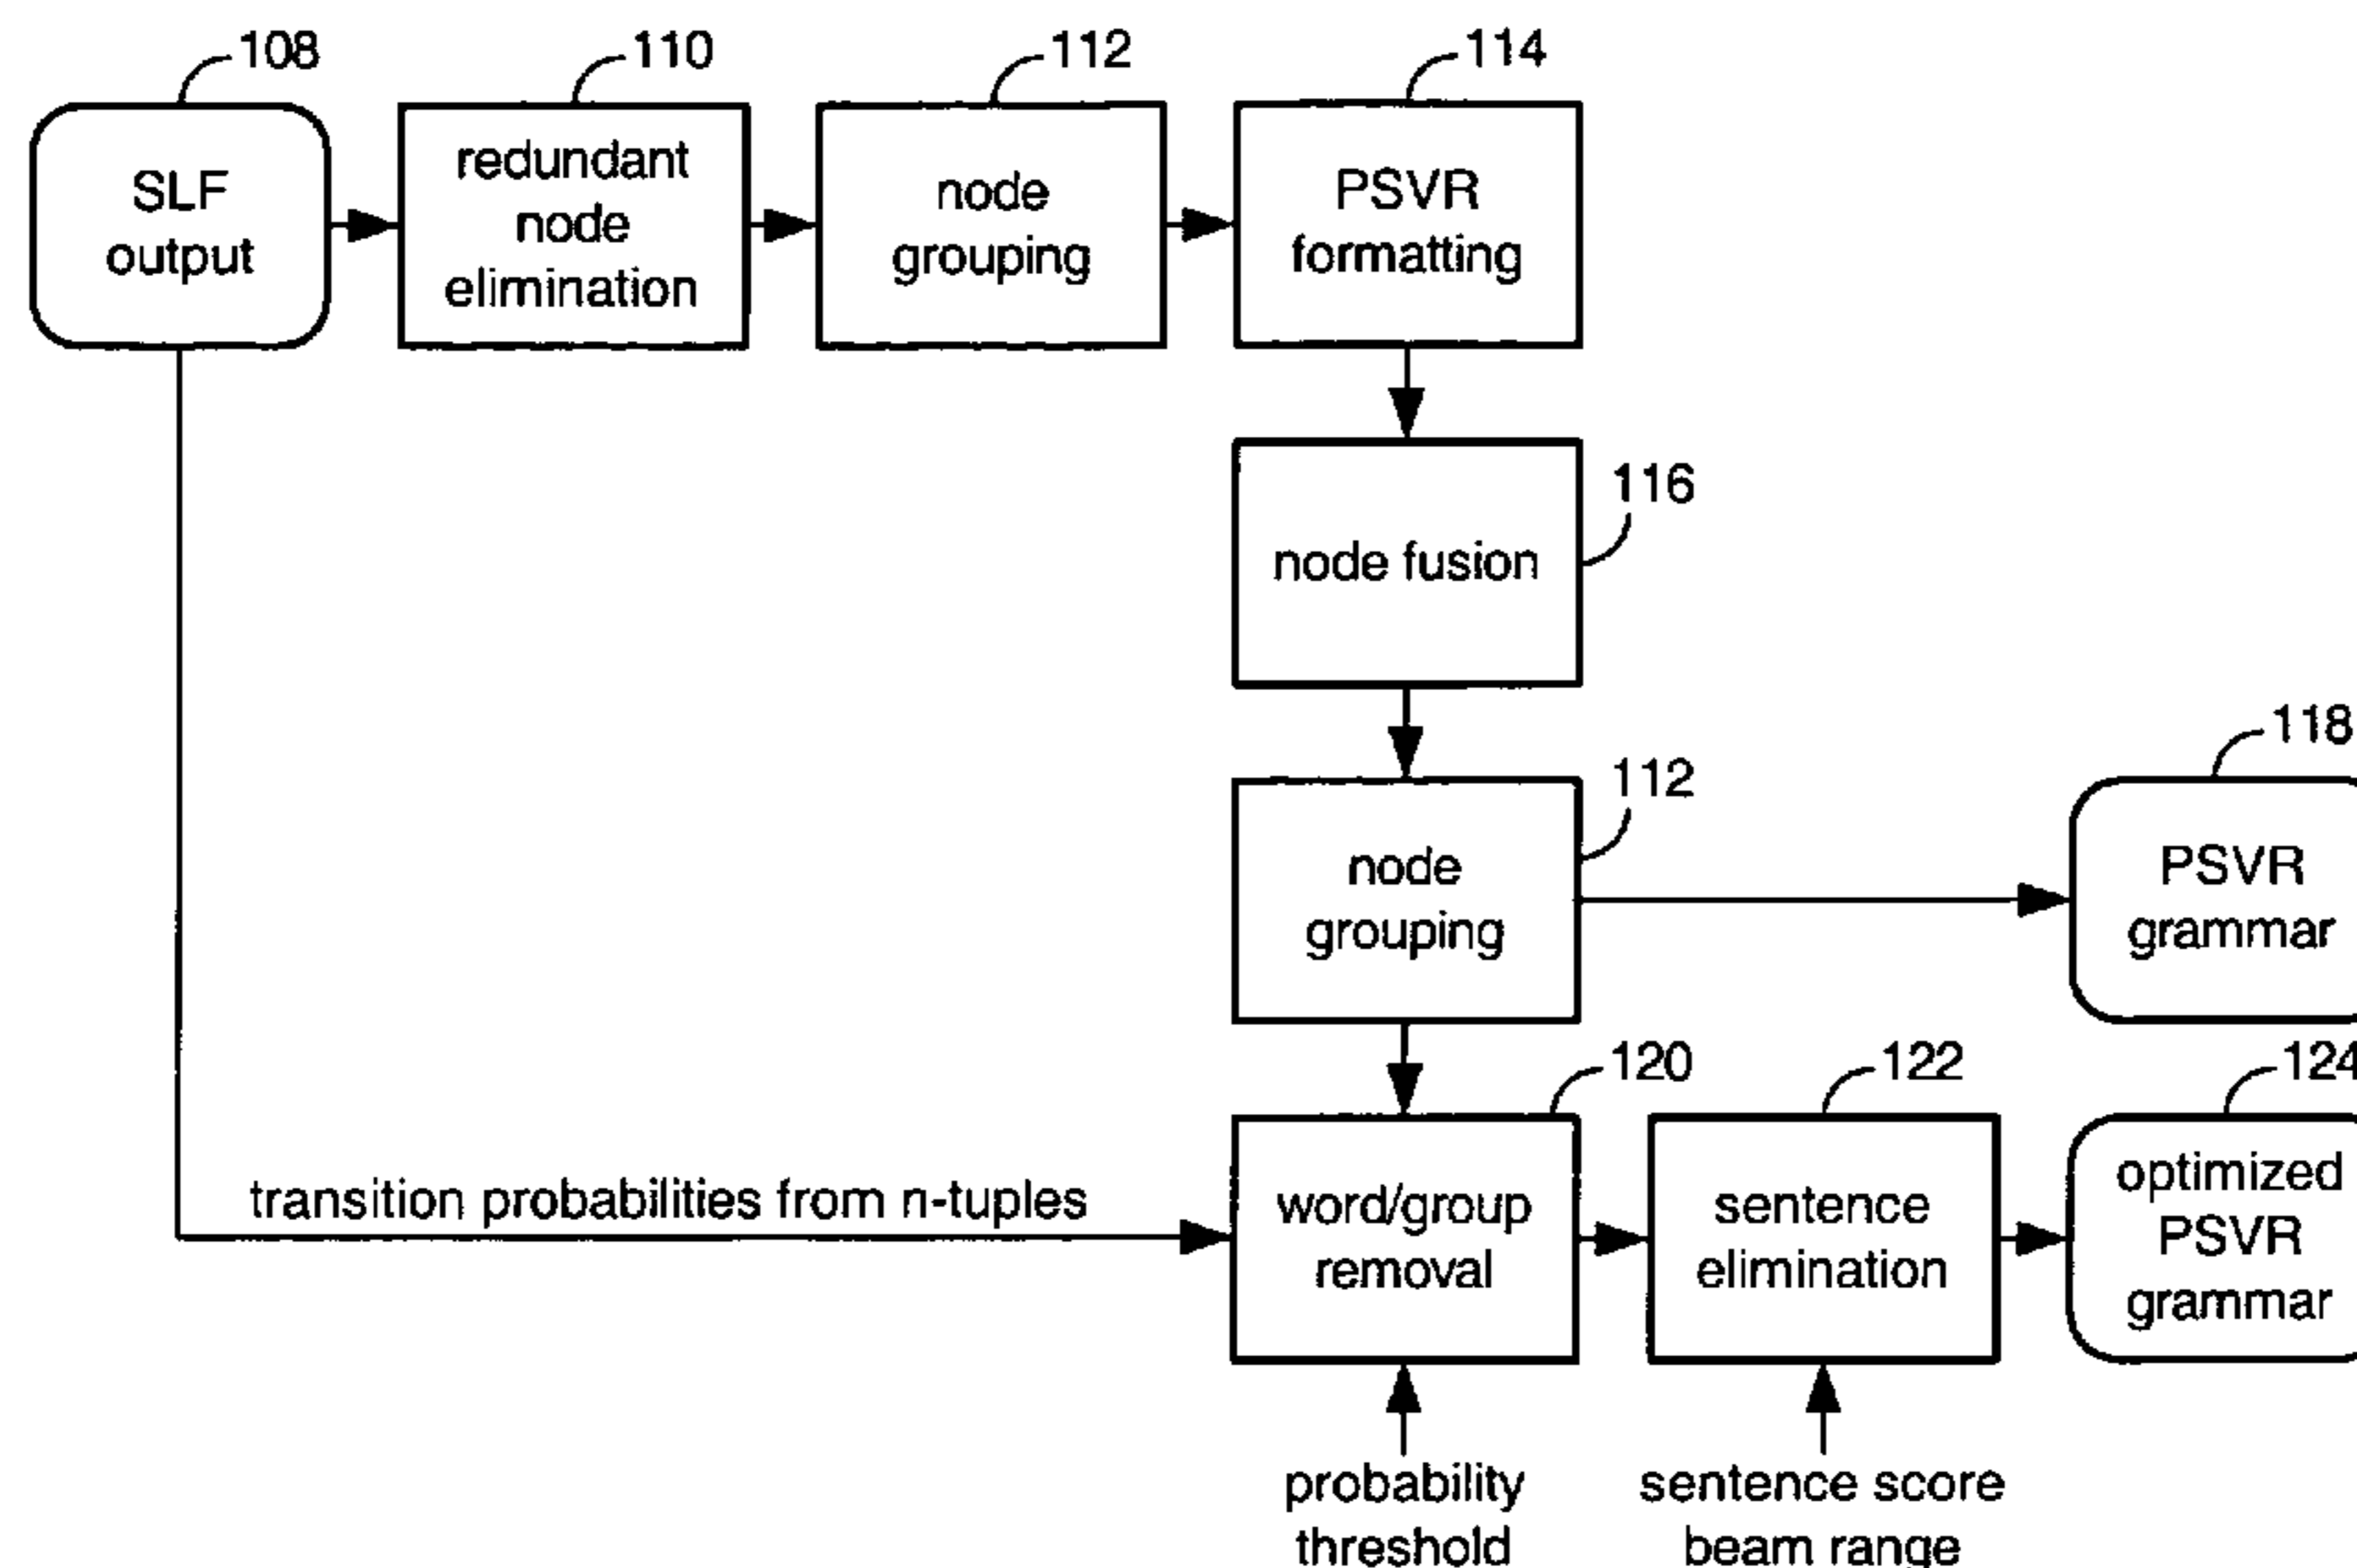 108
110
112
114
SLF
output
redundant
node
elimination
node
grouping
PSVR
formatting
116
node fusion
118
112
node
grouping
PSVR
grammar
120
122
124
transition probabilities from n-tuples
word/group
removal
sentence
elimination
optimized
PSVR
grammar
probability
threshold
sentence score
beam range